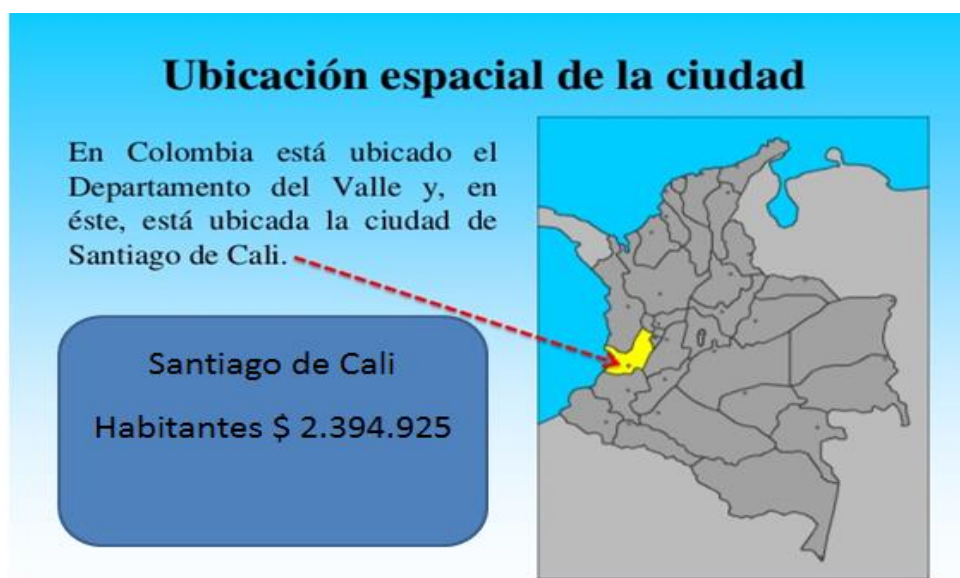 Ubicación espacial de la ciudad
En Colombia está ubicado el
Departamento del Valle y, en
éste, está ubicada la ciudad de
Santiago de Cali.
Santiago de Cali
Habitantes $ 2.394.925